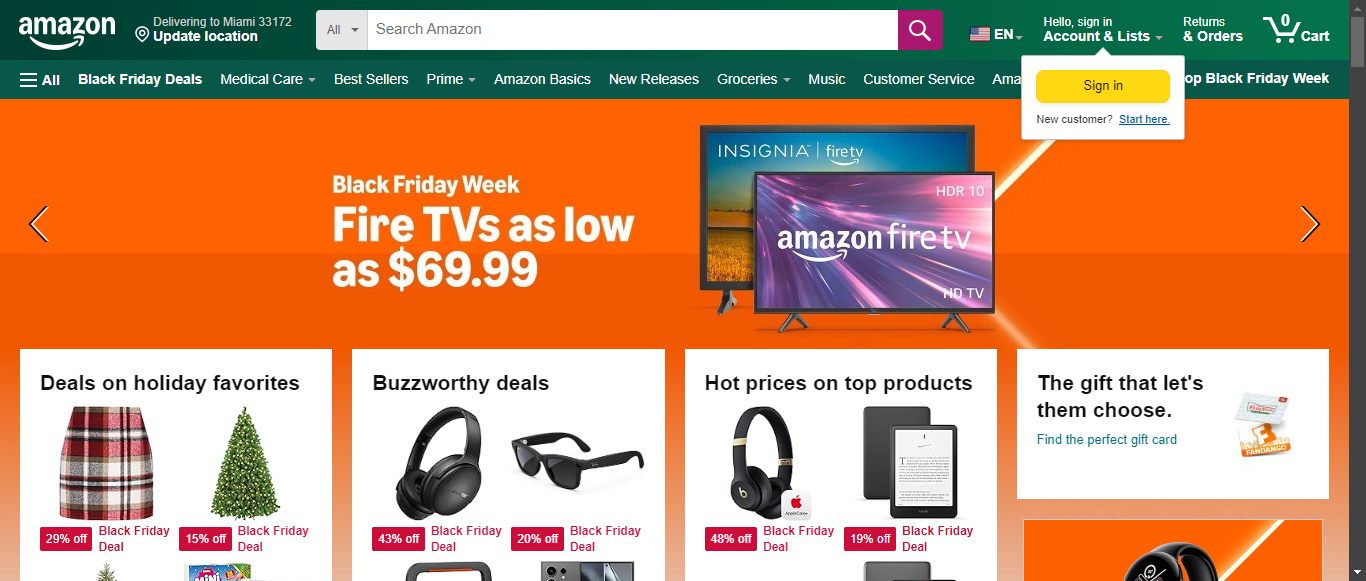 amazon
Delivering to Miami 33172
Update location
All
Search Amazon
EN
Hello, sign in
Account & Lists
Returns
& Orders
0
Cart
All
Black Friday Deals
Medical Care
Best Sellers
Prime
Amazon Basics
New Releases
Groceries
Music
Customer Service
Ama
op Black Friday Week
Sign in
New customer? Start here.
INSIGNIA | firetv
Black Friday Week
Fire TVs as low
as $69.99
HDR 10
amazon fire tv
HD TV
Deals on holiday favorites
29% off
Black Friday
Deal
15% off
Black Friday
Deal
Buzzworthy deals
43% off
Black Friday
Deal
20% off
Black Friday
Deal
Hot prices on top products
AppleCare+
48% off
Black Friday
Deal
19% off
Black Friday
Deal
The gift that let's
them choose.
Find the perfect gift card
FANDANGO